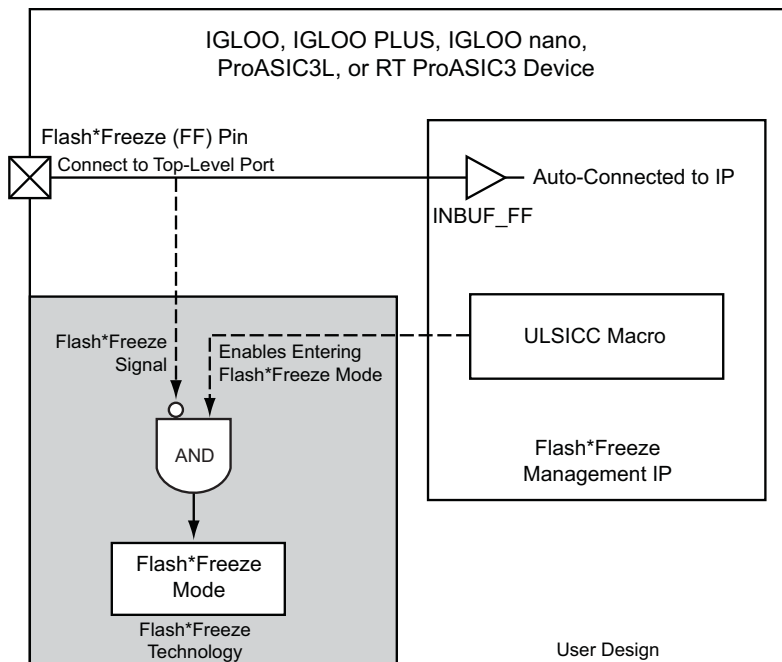 IGLOO, IGLOO PLUS, IGLOO nano,
ProASIC3L, or RT ProASIC3 Device
Flash*Freeze (FF) Pin
Connect to Top-Level Port
Auto-Connected to IP
INBUF_FF
ULSICC Macro
Flash*Freeze
Signal
Enables Entering
Flash*Freeze Mode
AND
Flash*Freeze
Management IP
Flash*Freeze
Mode
Flash*Freeze
Technology
User Design